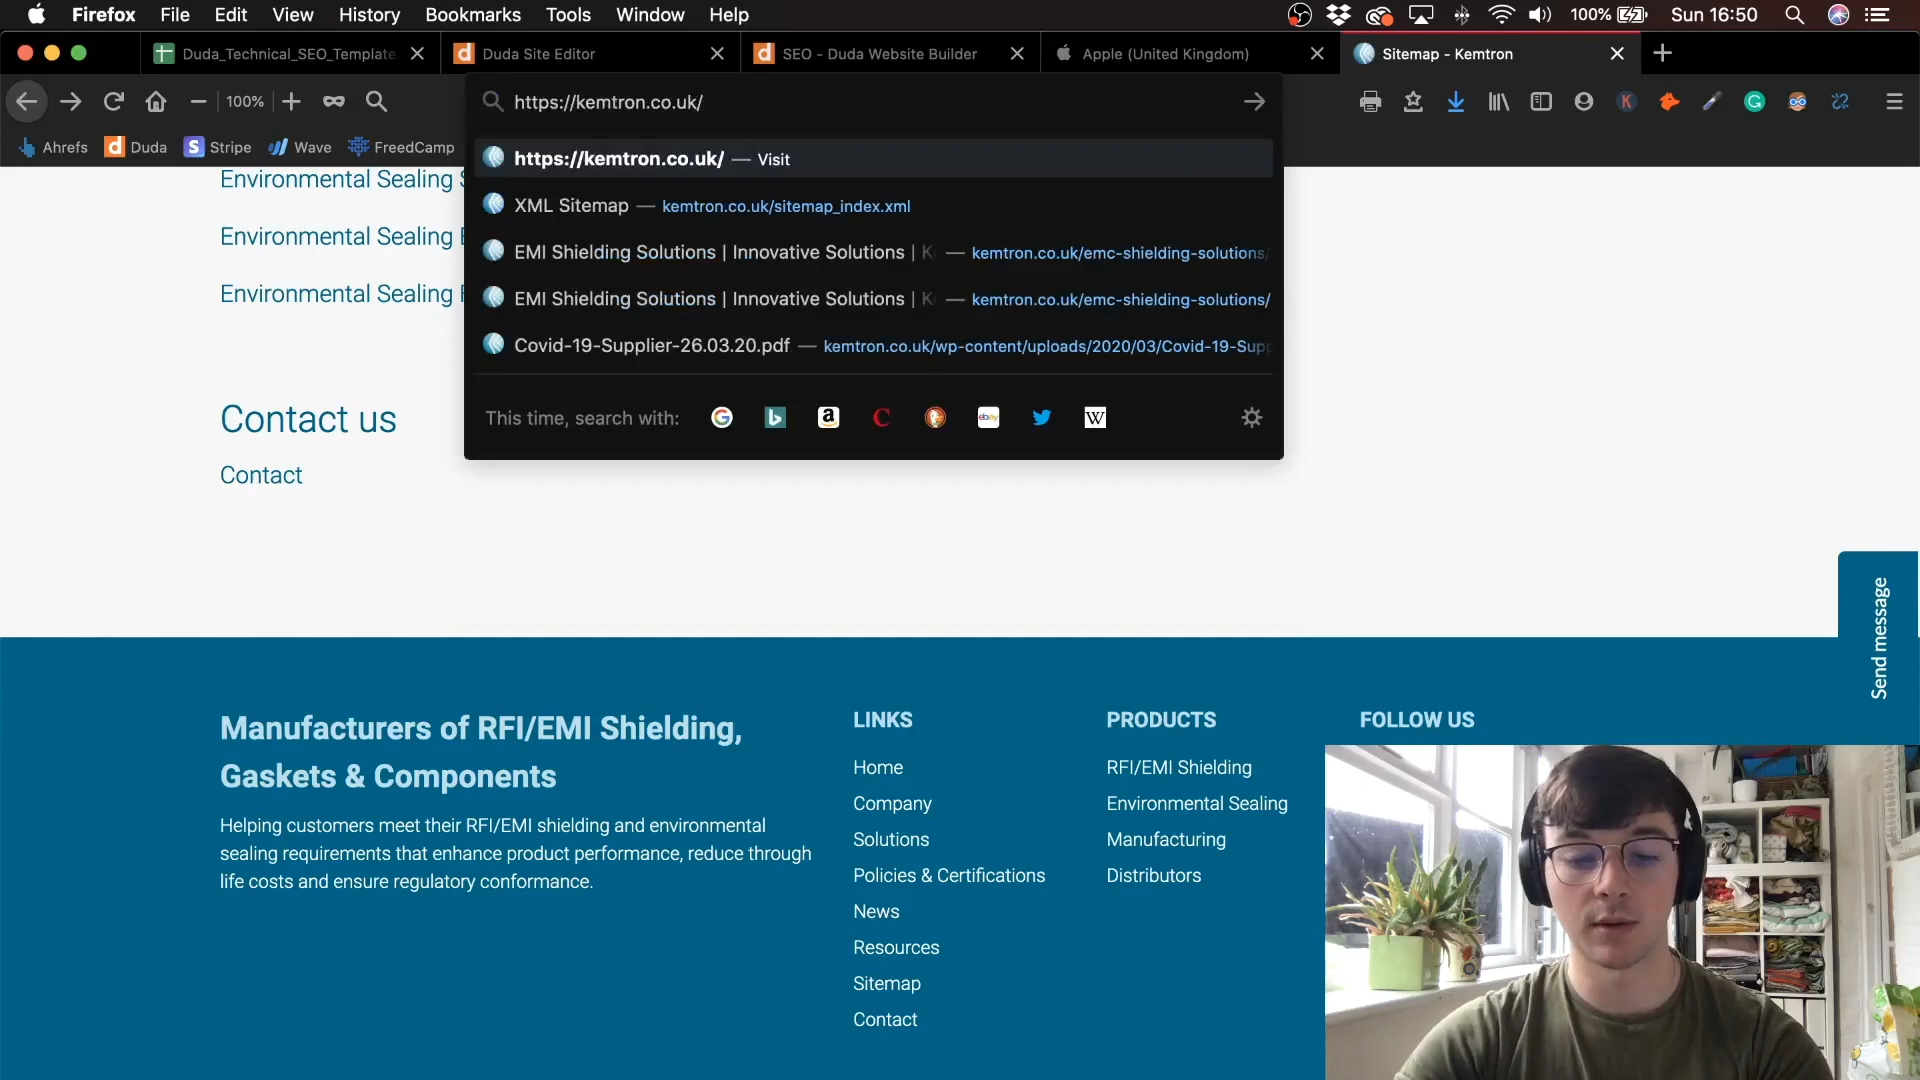 Firefox File Edit View History Bookmarks Tools Window Help
100% Sun 16:50
Duda_Technical_SEO_Template
Duda Site Editor
SEO - Duda Website Builder
Apple (United Kingdom)
Sitemap - Kemtron
100%
https://kemtron.co.uk/
Ahrefs Duda Stripe Wave FreedCamp
https://kemtron.co.uk/ — Visit
XML Sitemap — kemtron.co.uk/sitemap_index.xml
EMI Shielding Solutions | Innovative Solutions | K — kemtron.co.uk/emc-shielding-solutions/
EMI Shielding Solutions | Innovative Solutions | K — kemtron.co.uk/emc-shielding-solutions/
Covid-19-Supplier-26.03.20.pdf — kemtron.co.uk/wp-content/uploads/2020/03/Covid-19-Supp
This time, search with:
Environmental Sealing
Environmental Sealing
Environmental Sealing
Contact us
Contact
Send message
Manufacturers of RFI/EMI Shielding,
Gaskets & Components
Helping customers meet their RFI/EMI shielding and environmental
sealing requirements that enhance product performance, reduce through
life costs and ensure regulatory conformance.
LINKS
Home
Company
Solutions
Policies & Certifications
News
Resources
Sitemap
Contact
PRODUCTS
RFI/EMI Shielding
Environmental Sealing
Manufacturing
Distributors
FOLLOW US